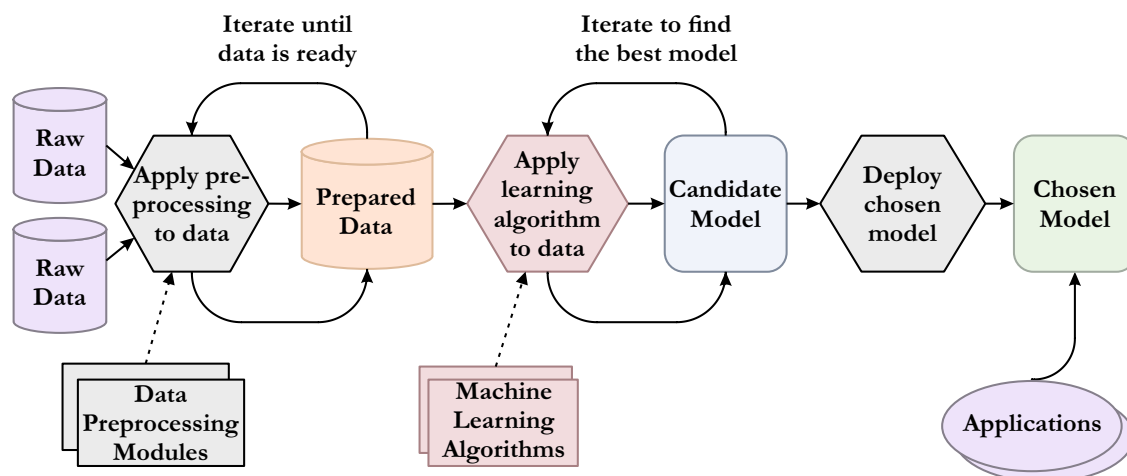 Iterate until
data is ready
Iterate to find
the best model
Raw
Data
Raw
Data
Apply pre-
processing
to data
Prepared
Data
Apply
learning
algorithm
to data
Candidate
Model
Deploy
chosen
model
Chosen
Model
Data
Preprocessing
Modules
Machine
Learning
Algorithms
Applications